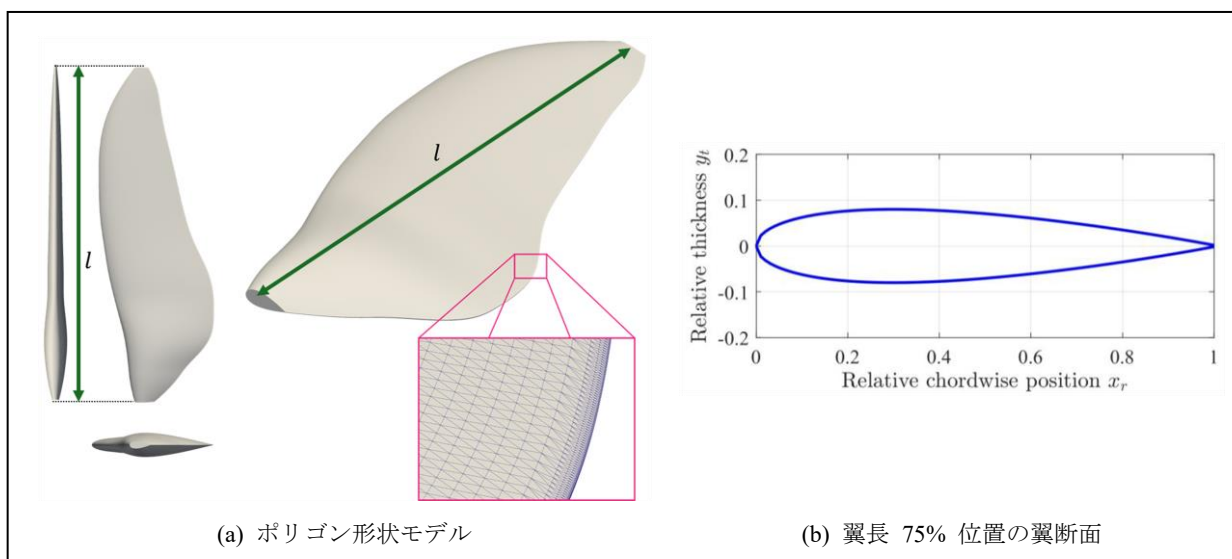 l
l
(a) ポリゴン形状モデル
Relative thickness y_t
0.2
0.1
0
-0.1
-0.2
0 0.2 0.4 0.6 0.8 1
Relative chordwise position x_r
(b) 翼長 75% 位置の翼断面